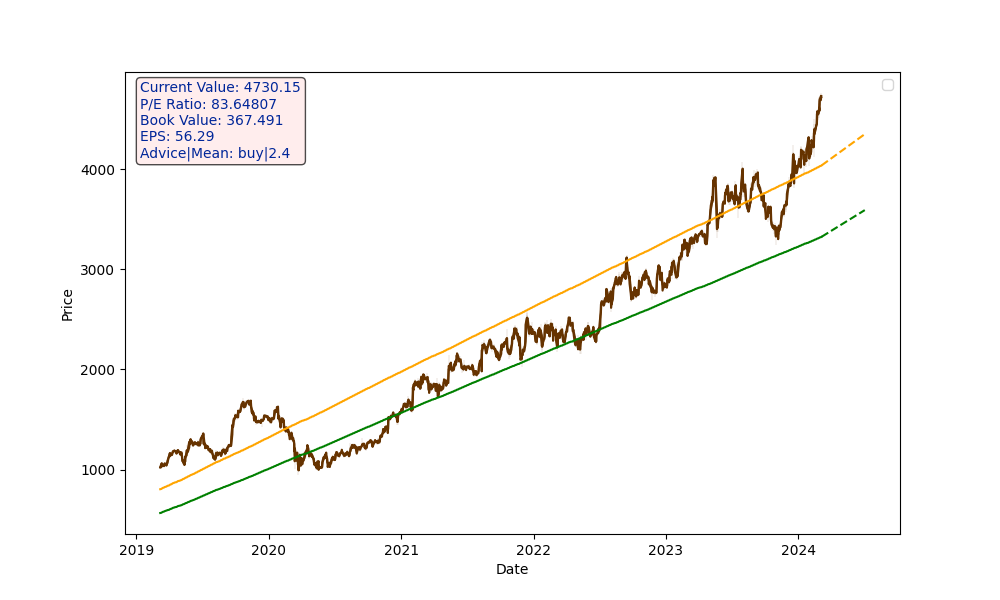 Current Value: 4730.15
P/E Ratio: 83.64807
Book Value: 367.491
EPS: 56.29
Advice|Mean: buy|2.4
Price
4000
3000
2000
1000
2019 2020 2021 2022 2023 2024
Date